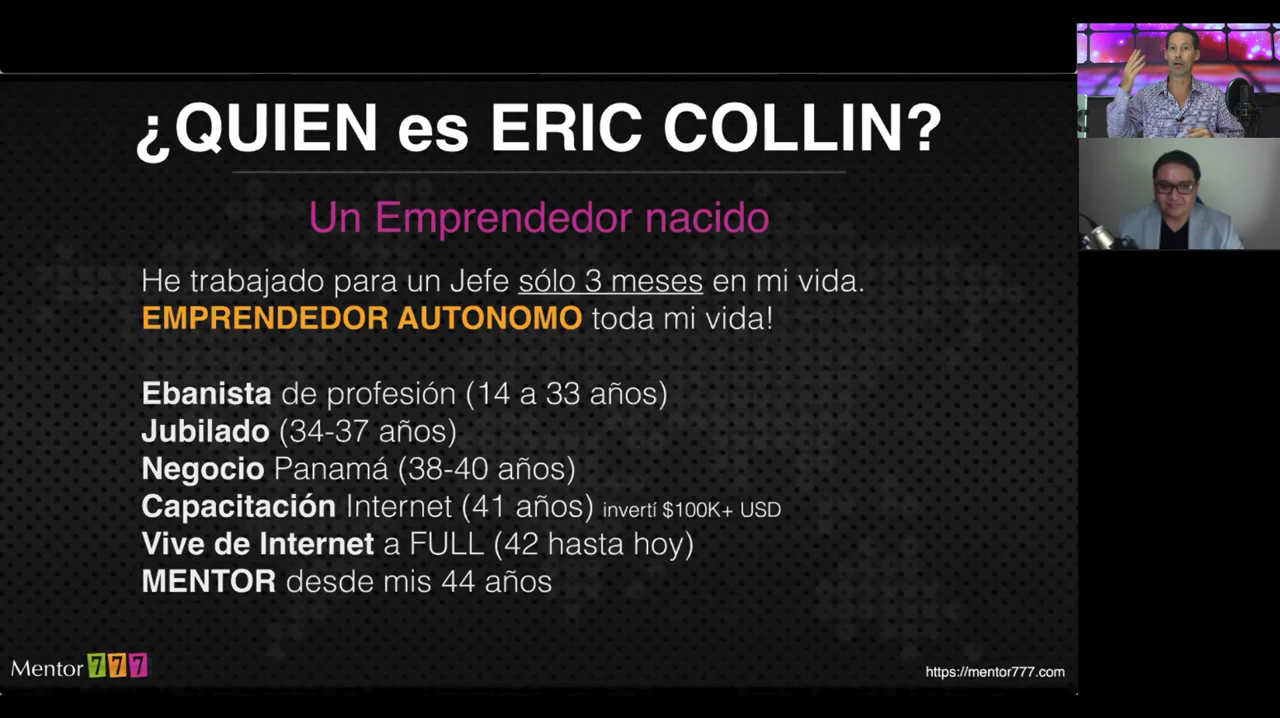 ¿QUIEN es ERIC COLLIN?
Un Emprendedor nacido
He trabajado para un Jefe sólo 3 meses en mi vida.
EMPRENDEDOR AUTONOMO toda mi vida!
Ebanista de profesión (14 a 33 años)
Jubilado (34-37 años)
Negocio Panamá (38-40 años)
Capacitación Internet (41 años) invertí $100K+ USD
Vive de Internet a FULL (42 hasta hoy)
MENTOR desde mis 44 años
Mentor 777
https://mentor777.com